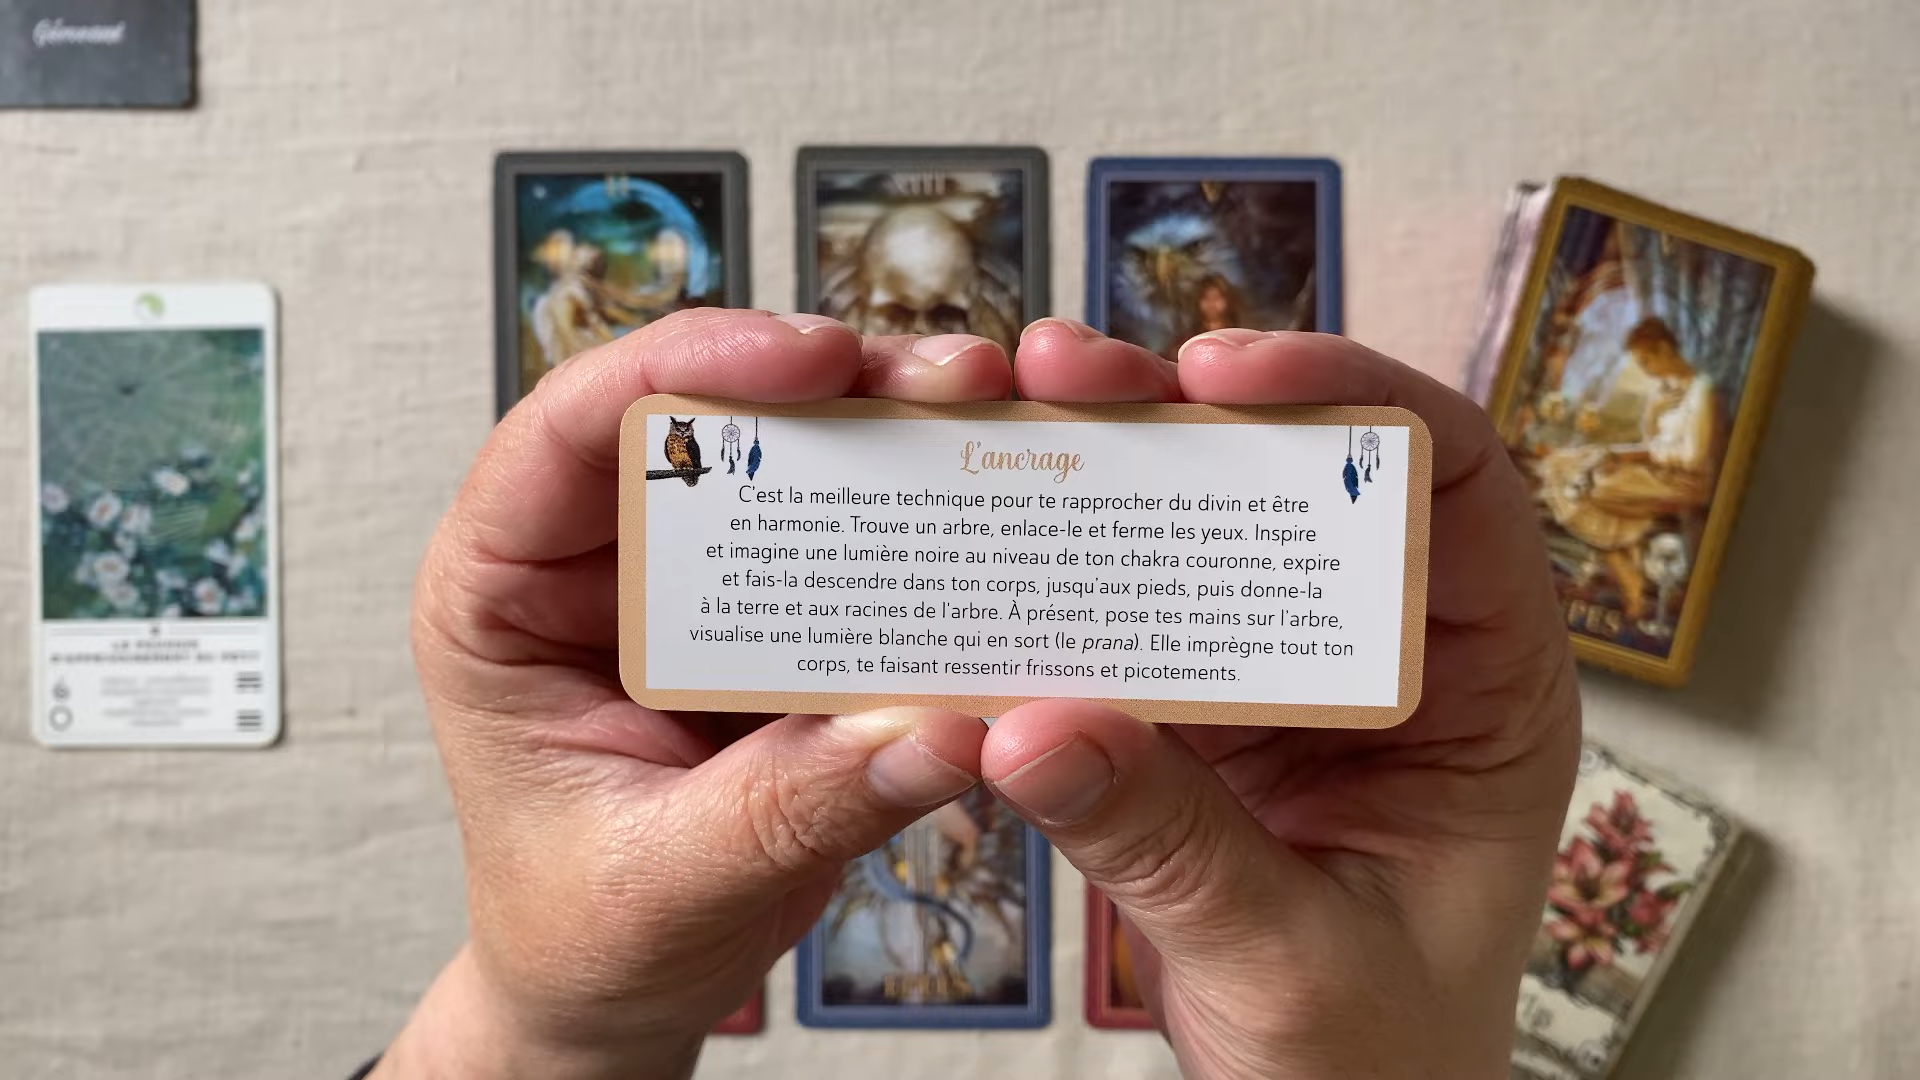 Gémeaux
XIII
V
L'ancrage
C'est la meilleure technique pour te rapprocher du divin et être
en harmonie. Trouve un arbre, enlace-le et ferme les yeux. Inspire
et imagine une lumière noire au niveau de ton chakra couronne, expire
et fais-la descendre dans ton corps, jusqu'aux pieds, puis donne-la
à la terre et aux racines de l'arbre. À présent, pose tes mains sur l'arbre,
visualise une lumière blanche qui en sort (le prana). Elle imprègne tout ton
corps, te faisant ressentir frissons et picotements.
6